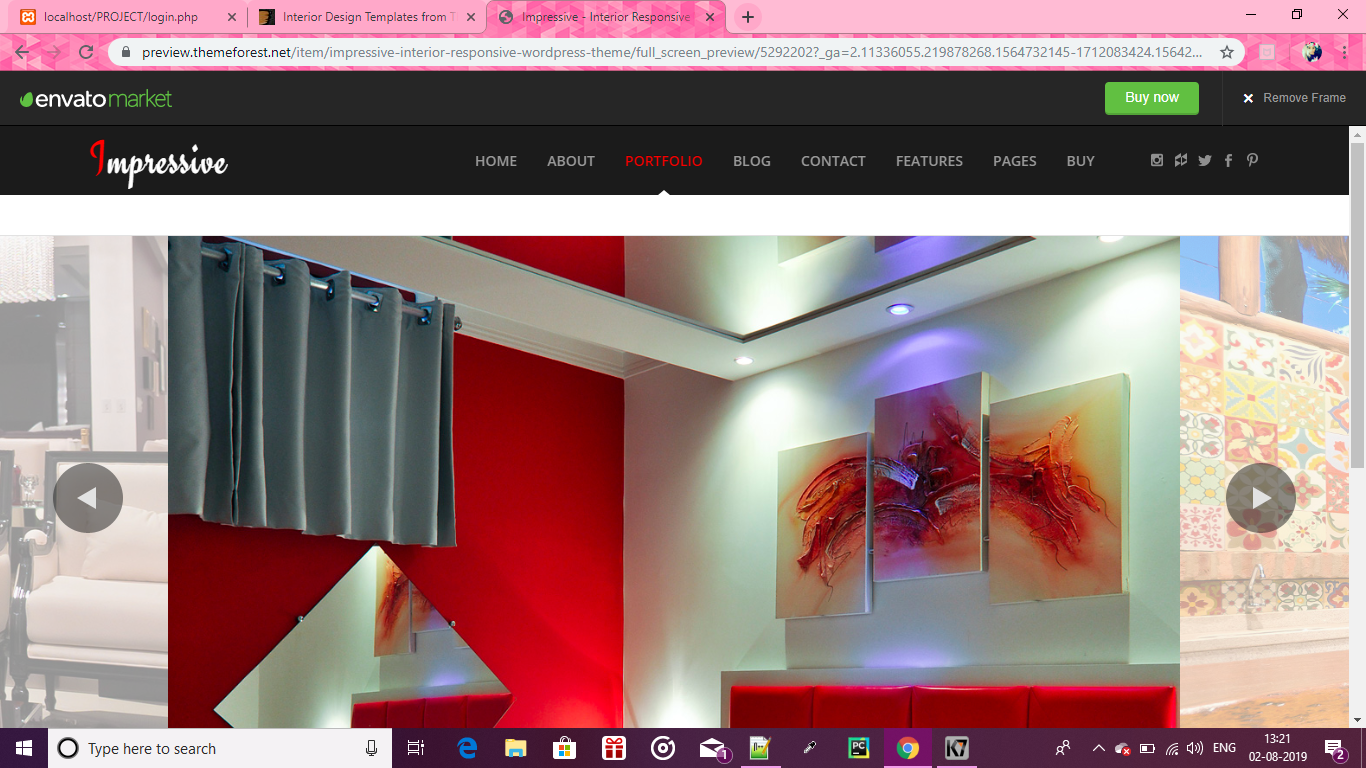 localhost/PROJECT/login.php
Interior Design Templates from T
Impressive - Interior Responsive
preview.themeforest.net/item/impressive-interior-responsive-wordpress-theme/full_screen_preview/5292202?_ga=2.11336055.219878268.1564732145-1712083424.15642...
envato market
Buy now
Remove Frame
Impressive
HOME ABOUT PORTFOLIO BLOG CONTACT FEATURES PAGES BUY
Type here to search
1
PC
ENG
13:21
02-08-2019
2